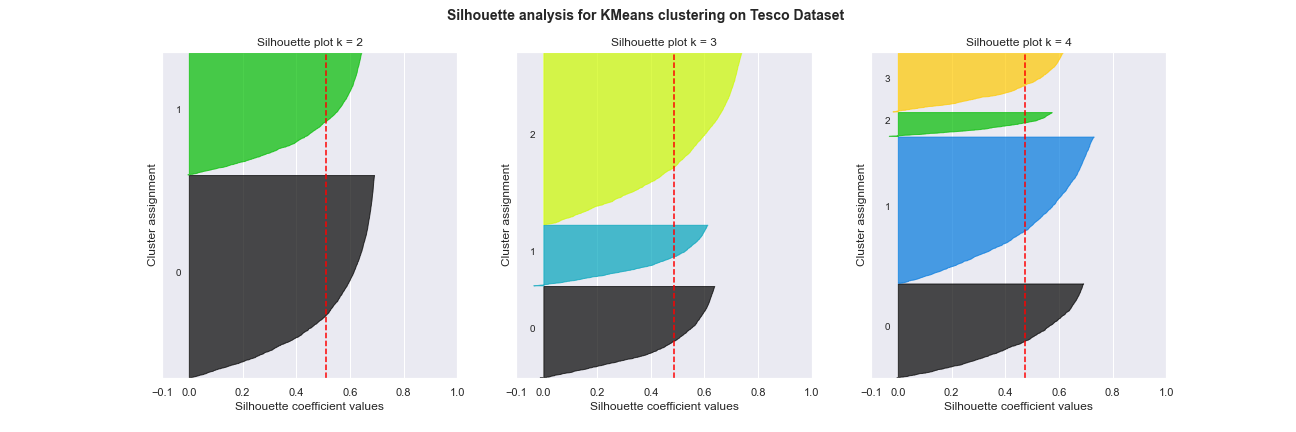 Silhouette analysis for KMeans clustering on Tesco Dataset
Silhouette plot k = 2
Cluster assignment
1
0
−0.1 0.0 0.2 0.4 0.6 0.8 1.0
Silhouette coefficient values
Silhouette plot k = 3
Cluster assignment
2
1
0
−0.1 0.0 0.2 0.4 0.6 0.8 1.0
Silhouette coefficient values
Silhouette plot k = 4
Cluster assignment
3
2
1
0
−0.1 0.0 0.2 0.4 0.6 0.8 1.0
Silhouette coefficient values